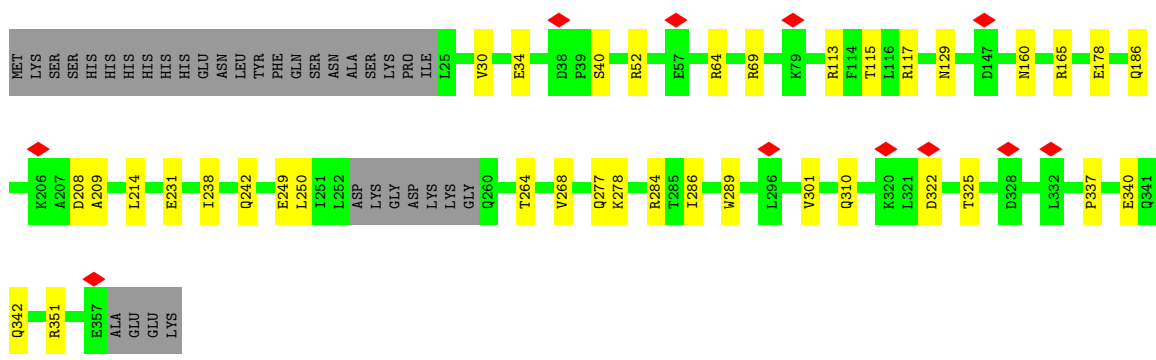 MET LYS SER SER HIS HIS HIS HIS HIS HIS GLU ASN LEU TYR PHE GLN SER ASN ALA SER LYS PRO ILE L25 V30 E34 D38 P39 S40 R52 E57 R64 R69 K79 R113 F114 T115 L116 R117 N129 D147 N160 R165 E178 Q186
K206 A207 D208 A209 L214 E231 I238 Q242 E249 L250 I251 L252 ASP LYS GLY ASP LYS LYS GLY Q260 T264 V268 Q277 K278 R284 T285 I286 W289 L296 V301 Q310 K320 L321 D322 T325 D328 L332 P337 E340 Q341
Q342 R351 E357 ALA GLU GLU LYS